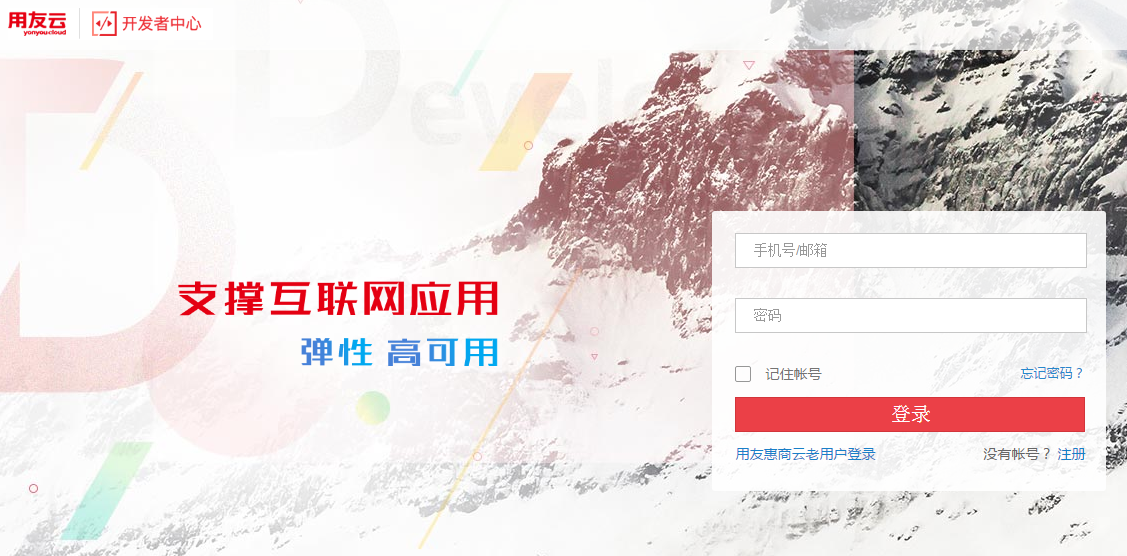 用友云
yonyoucloud
开发者中心
Develo
支撑互联网应用
弹性 高可用
手机号/邮箱
密码
记住帐号 忘记密码？
登录
用友惠商云老用户登录 没有帐号？ 注册